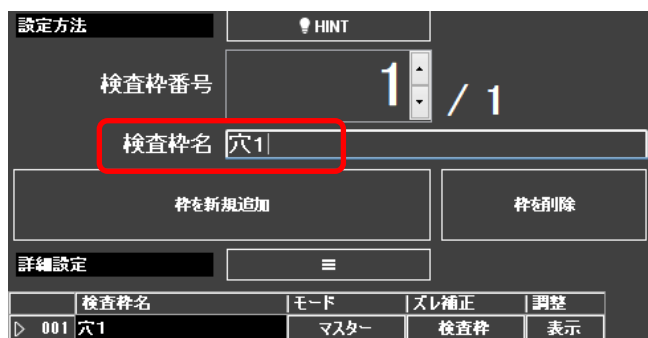 設定方法 HINT
検査枠番号 1 / 1
検査枠名 穴1
枠を新規追加 枠を削除
詳細設定 ≡
検査枠名 モード ズレ補正 調整
001 穴1 マスター 検査枠 表示